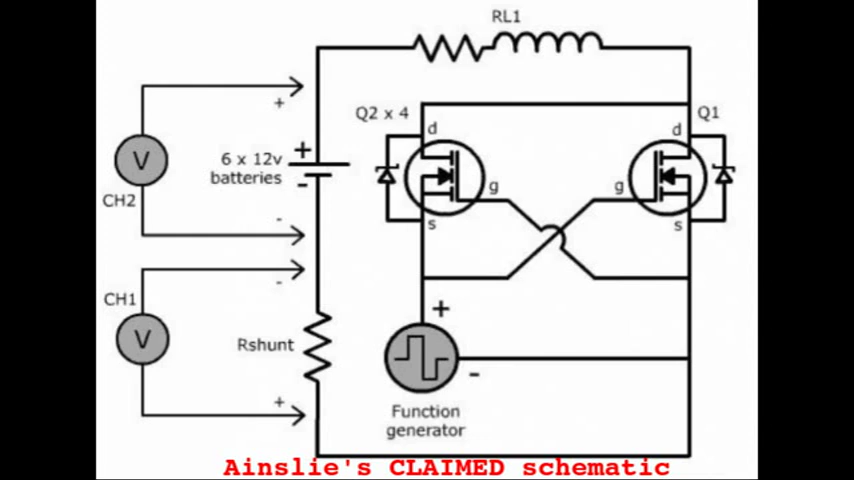 RL1
Q2 x 4
Q1
d
d
+
+
6 x 12v
batteries
-
V
CH2
g
g
s
s
-
-
CH1
V
+
Rshunt
-
+
Function
generator
Ainslie's CLAIMED schematic